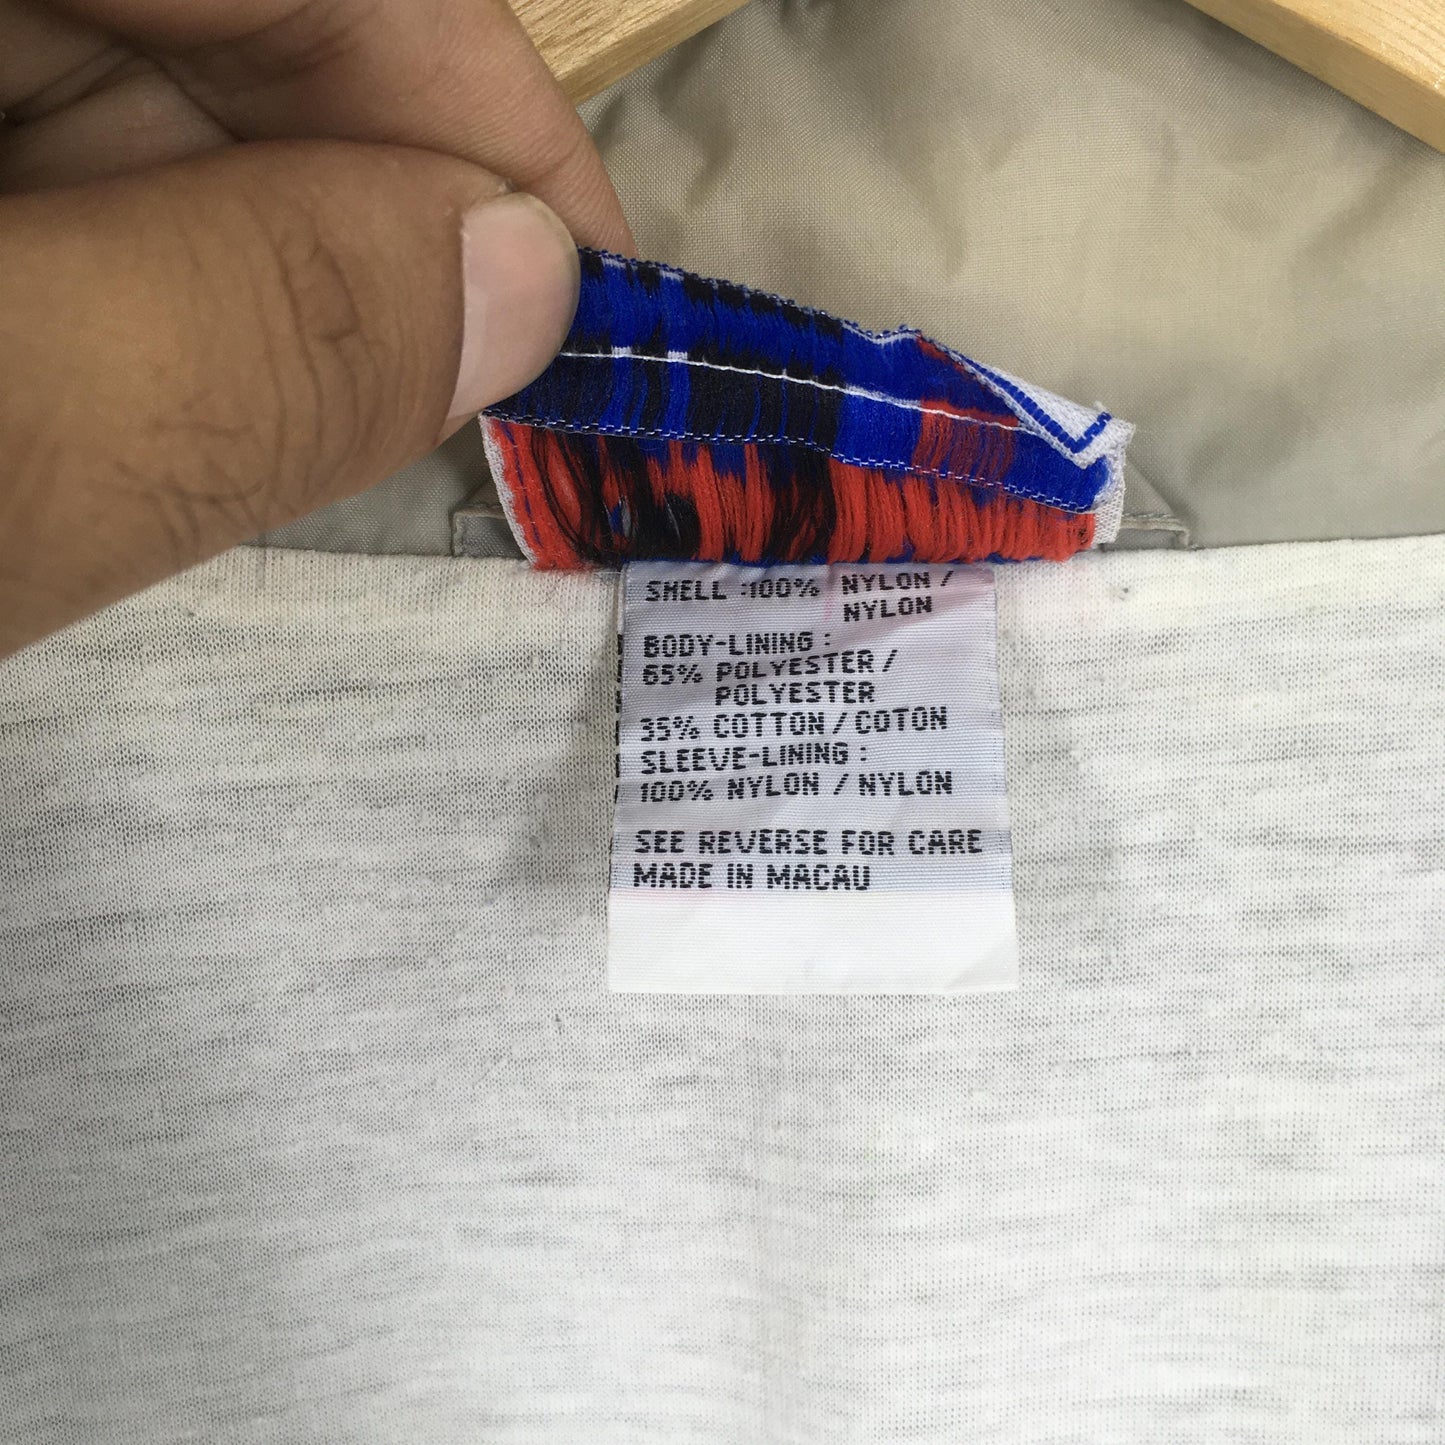 SHELL :100% NYLON /
NYLON
BODY-LINING :
65% POLYESTER /
POLYESTER
35% COTTON / COTON
SLEEVE-LINING :
100% NYLON / NYLON
SEE REVERSE FOR CARE
MADE IN MACAU